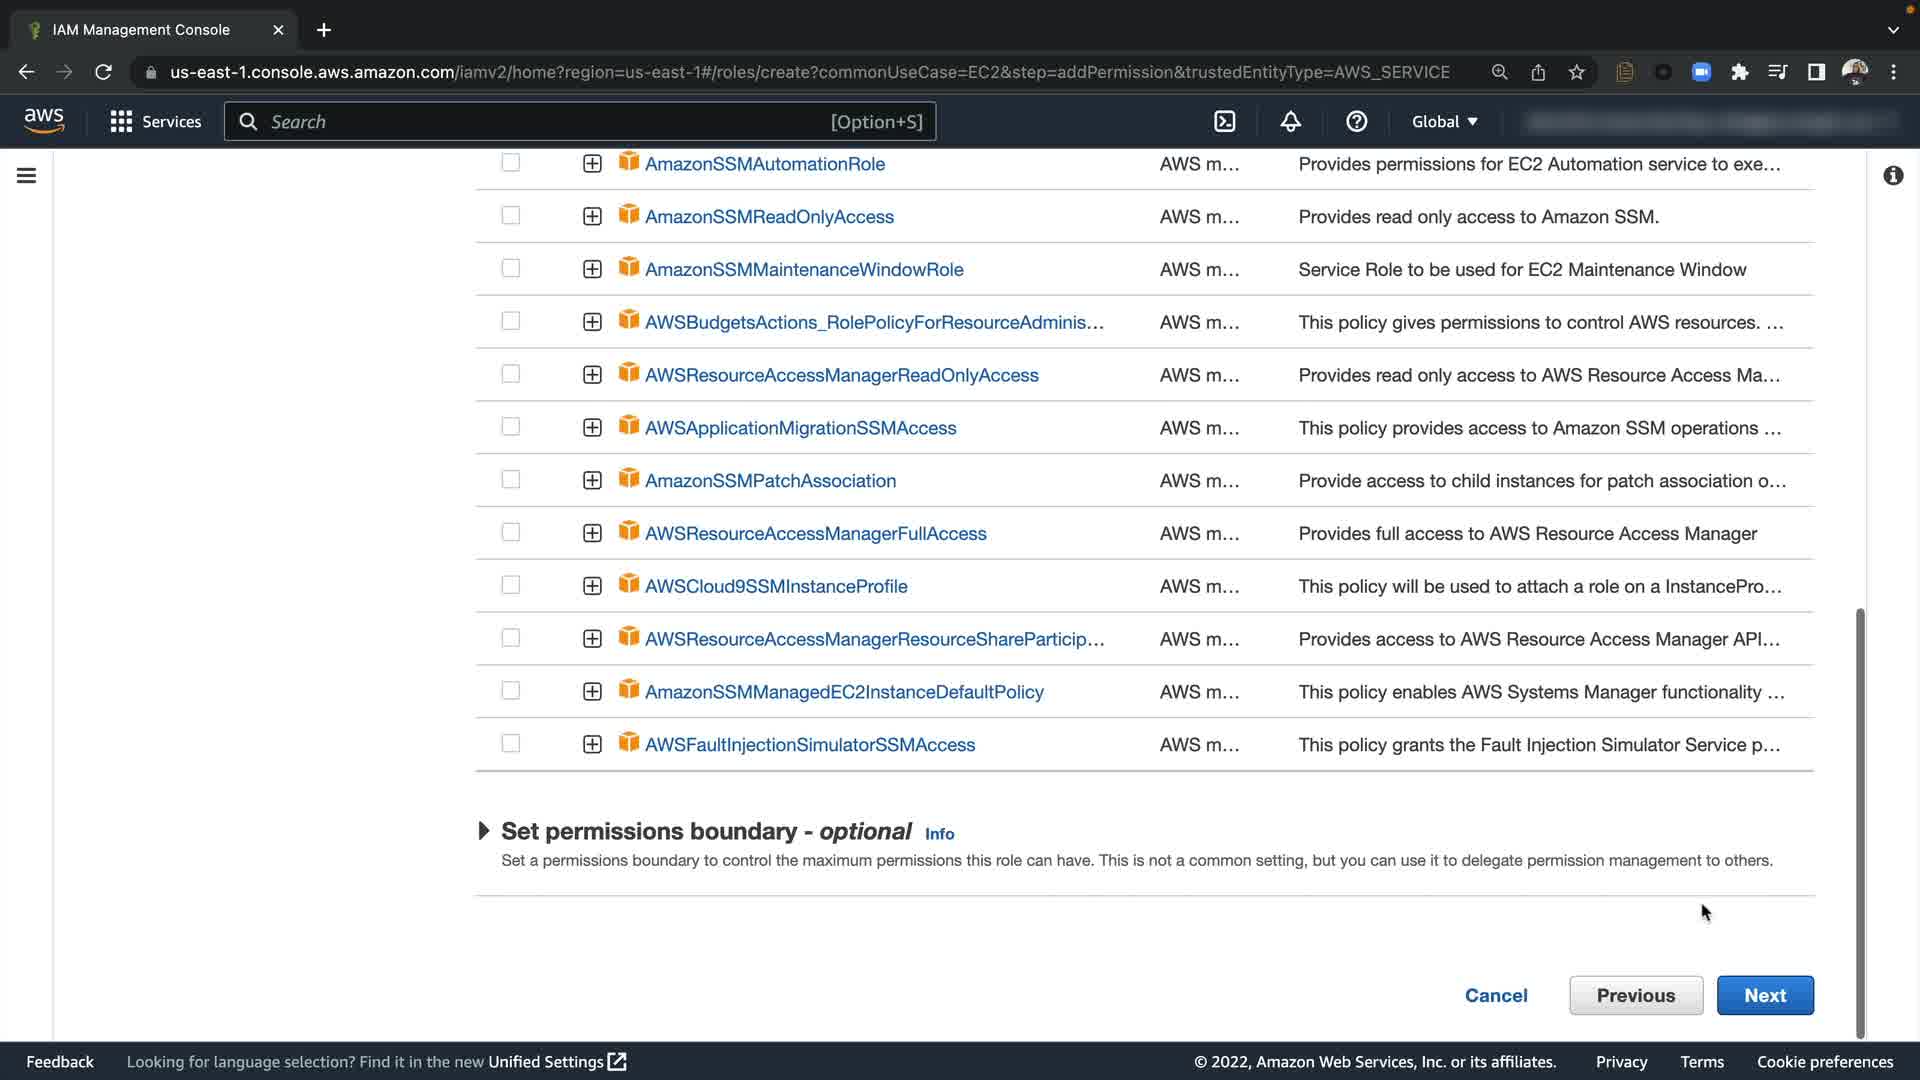 IAM Management Console
us-east-1.console.aws.amazon.com/iamv2/home?region=us-east-1#/roles/create?commonUseCase=EC2&step=addPermission&trustedEntityType=AWS_SERVICE
aws Services Search [Option+S] Global
AmazonSSMAutomationRole AWS m... Provides permissions for EC2 Automation service to exe...
AmazonSSMReadOnlyAccess AWS m... Provides read only access to Amazon SSM.
AmazonSSMMaintenanceWindowRole AWS m... Service Role to be used for EC2 Maintenance Window
AWSBudgetsActions_RolePolicyForResourceAdminis... AWS m... This policy gives permissions to control AWS resources. ...
AWSResourceAccessManagerReadOnlyAccess AWS m... Provides read only access to AWS Resource Access Ma...
AWSApplicationMigrationSSMAccess AWS m... This policy provides access to Amazon SSM operations ...
AmazonSSMPatchAssociation AWS m... Provide access to child instances for patch association o...
AWSResourceAccessManagerFullAccess AWS m... Provides full access to AWS Resource Access Manager
AWSCloud9SSMInstanceProfile AWS m... This policy will be used to attach a role on a InstancePro...
AWSResourceAccessManagerResourceShareParticip... AWS m... Provides access to AWS Resource Access Manager API...
AmazonSSMManagedEC2InstanceDefaultPolicy AWS m... This policy enables AWS Systems Manager functionality ...
AWSFaultInjectionSimulatorSSMAccess AWS m... This policy grants the Fault Injection Simulator Service p...
Set permissions boundary - optional Info
Set a permissions boundary to control the maximum permissions this role can have. This is not a common setting, but you can use it to delegate permission management to others.
Cancel Previous Next
Feedback Looking for language selection? Find it in the new Unified Settings © 2022, Amazon Web Services, Inc. or its affiliates. Privacy Terms Cookie preferences